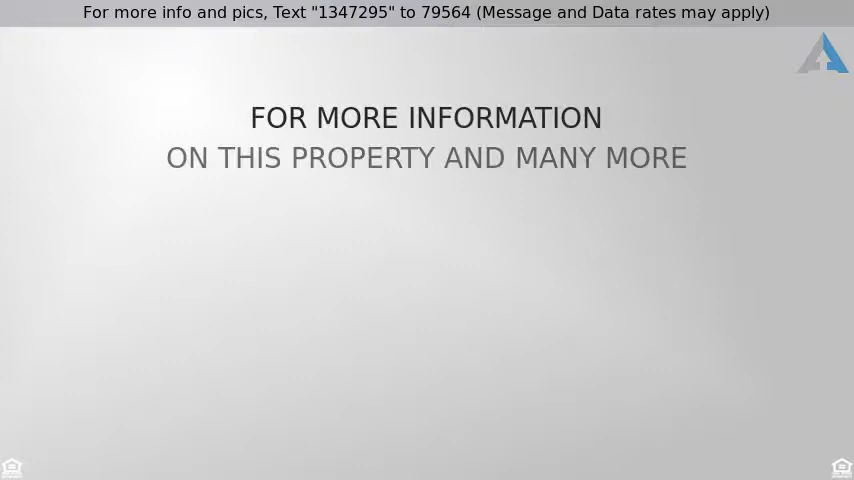 For more info and pics, Text "1347295" to 79564 (Message and Data rates may apply)
FOR MORE INFORMATION
ON THIS PROPERTY AND MANY MORE